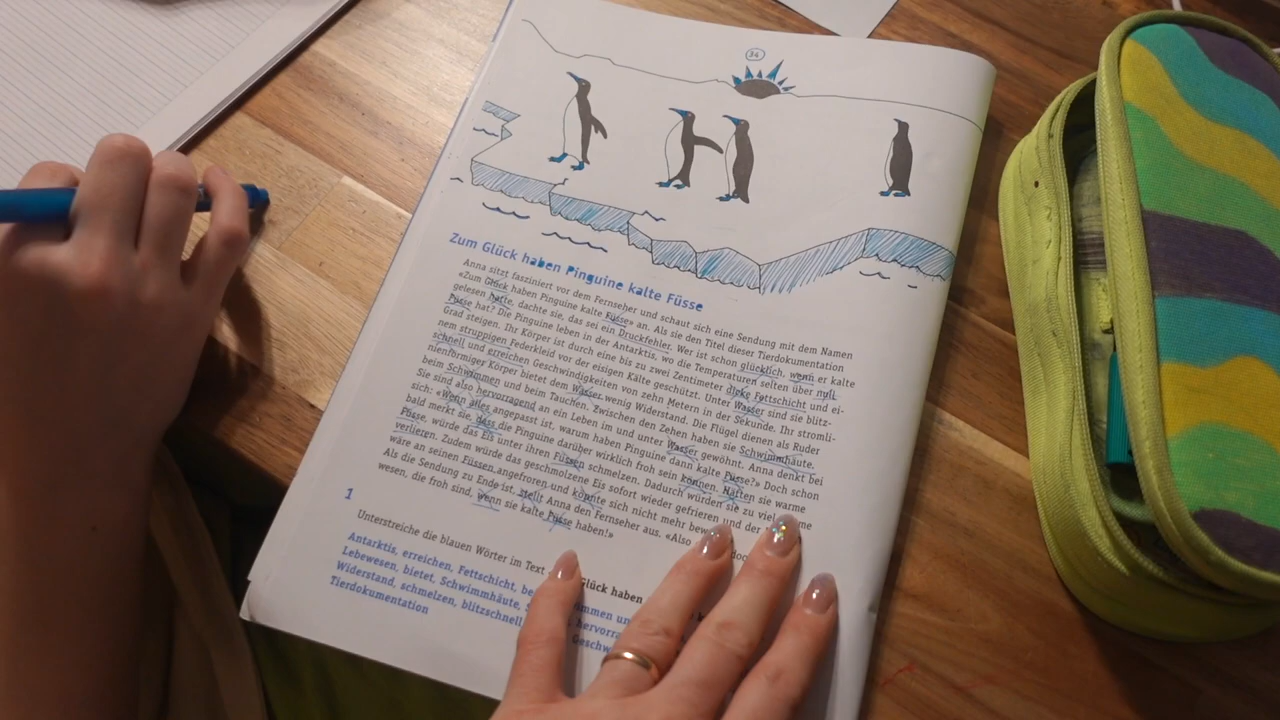 34
Zum Glück haben Pinguine kalte Füsse
Anna sitzt fasziniert vor dem Fernseher und schaut sich eine Sendung mit dem Namen
«Zum Glück haben Pinguine kalte Füsse» an. Als sie den Titel dieser Tierdokumentation
gelesen hatte, dachte sie, das sei ein Druckfehler. Wer ist schon glücklich, wenn er kalte
Füsse hat? Die Pinguine leben in der Antarktis, wo die Temperaturen selten über null
Grad steigen. Ihr Körper ist durch eine bis zu zwei Zentimeter dicke Fettschicht und ei-
nem struppigen Federkleid vor der eisigen Kälte geschützt. Unter Wasser sind sie blitz-
schnell und erreichen Geschwindigkeiten von zehn Metern in der Sekunde. Ihr stromli-
nienförmiger Körper bietet dem Wasser wenig Widerstand. Die Flügel dienen als Ruder
beim Schwimmen und beim Tauchen. Zwischen den Zehen haben sie Schwimmhäute.
Sie sind also hervorragend an ein Leben im und unter Wasser gewöhnt. Anna denkt bei
sich: «Wenn alles angepasst ist, warum haben Pinguine dann kalte Füsse?» Doch schon
bald merkt sie, dass die Pinguine darüber wirklich froh sein können. Hätten sie warme
Füsse, würde das Eis unter ihren Füssen schmelzen. Dadurch würden sie zu viel
verlieren. Zudem würde das geschmolzene Eis sofort wieder gefrieren und der
wäre an seinen Füssen angefroren und könnte sich nicht mehr
Als die Sendung zu Ende ist, stellt Anna den Fernseher aus. «Also
wesen, die froh sind, wenn sie kalte Füsse haben!»
1
Unterstreiche die blauen Wörter im Text Glück haben
Antarktis, erreichen, Fettschicht,
Lebewesen, bietet, Schwimmhäute,
Widerstand, schmelzen, blitzschnell
Tierdokumentation